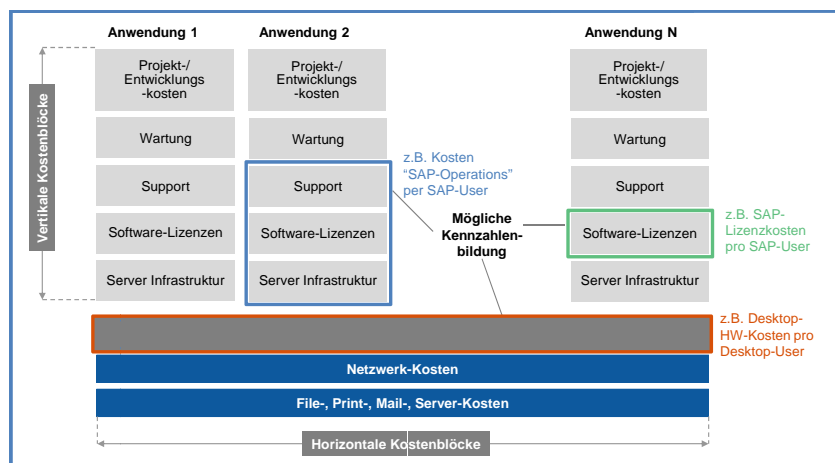 Anwendung 1
Anwendung 2
Anwendung N
Projekt-/
Entwicklungs
-kosten
Projekt-/
Entwicklungs
-kosten
Projekt-/
Entwicklungs
-kosten
Wartung
Wartung
Wartung
Vertikale Kostenblöcke
z.B. Kosten
“SAP-Operations”
per SAP-User
Support
Support
Support
Mögliche
Kennzahlen-
bildung
z.B. SAP-
Lizenzkosten
pro SAP-User
Software-Lizenzen
Software-Lizenzen
Software-Lizenzen
Server Infrastruktur
Server Infrastruktur
Server Infrastruktur
z.B. Desktop-
HW-Kosten pro
Desktop-User
Netzwerk-Kosten
File-, Print-, Mail-, Server-Kosten
Horizontale Kostenblöcke